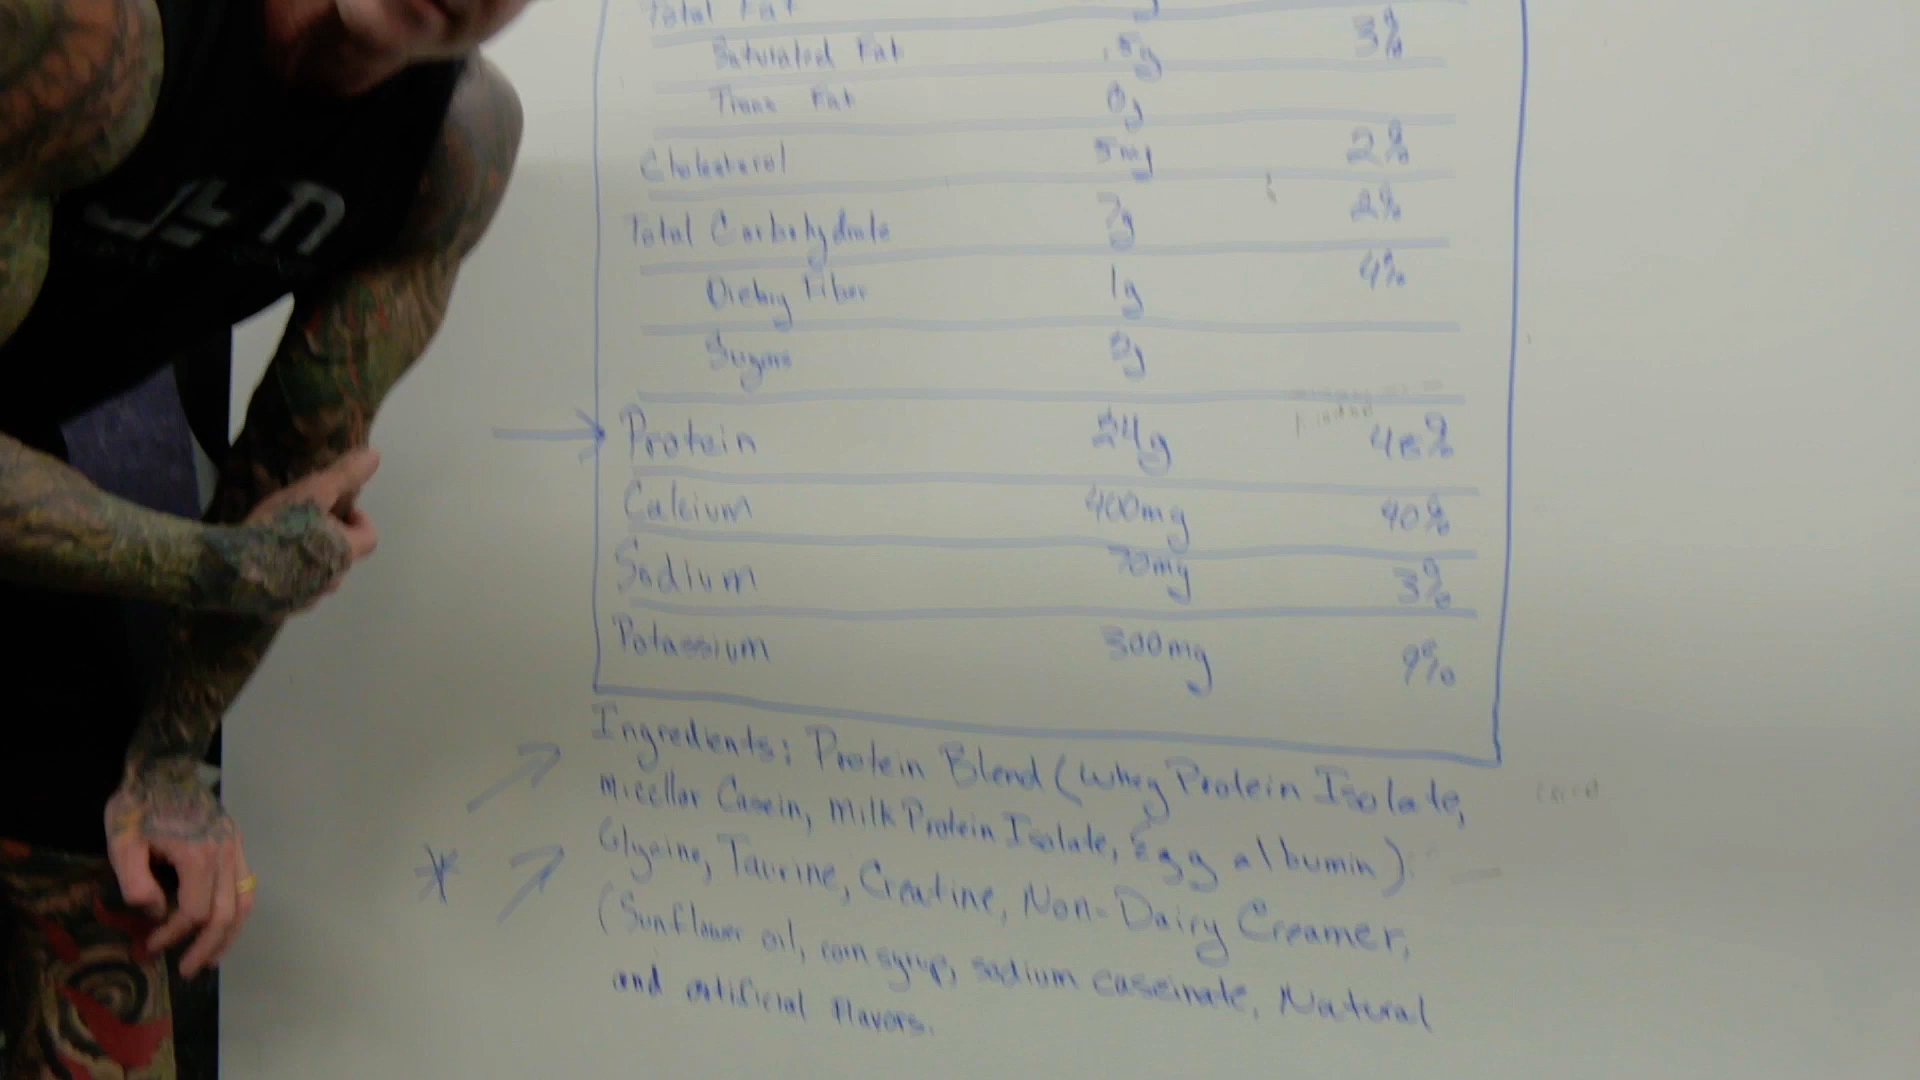 Total Fat
Saturated Fat .5g 3%
Trans Fat 0g
Cholesterol 5mg 2%
Total Carbohydrate 7g 2%
Dietary Fiber 1g 4%
Sugars
Protein 24g 48%
Calcium 400mg 40%
Sodium 70mg 3%
Potassium 300mg 9%
Ingredients: Protein Blend (Whey Protein Isolate,
Micellar Casein, Milk Protein Isolate, Egg albumin)
Glycine, Taurine, Creatine, Non-Dairy Creamer,
(Sunflower oil, corn syrup, sodium caseinate, Natural
and artificial flavors.